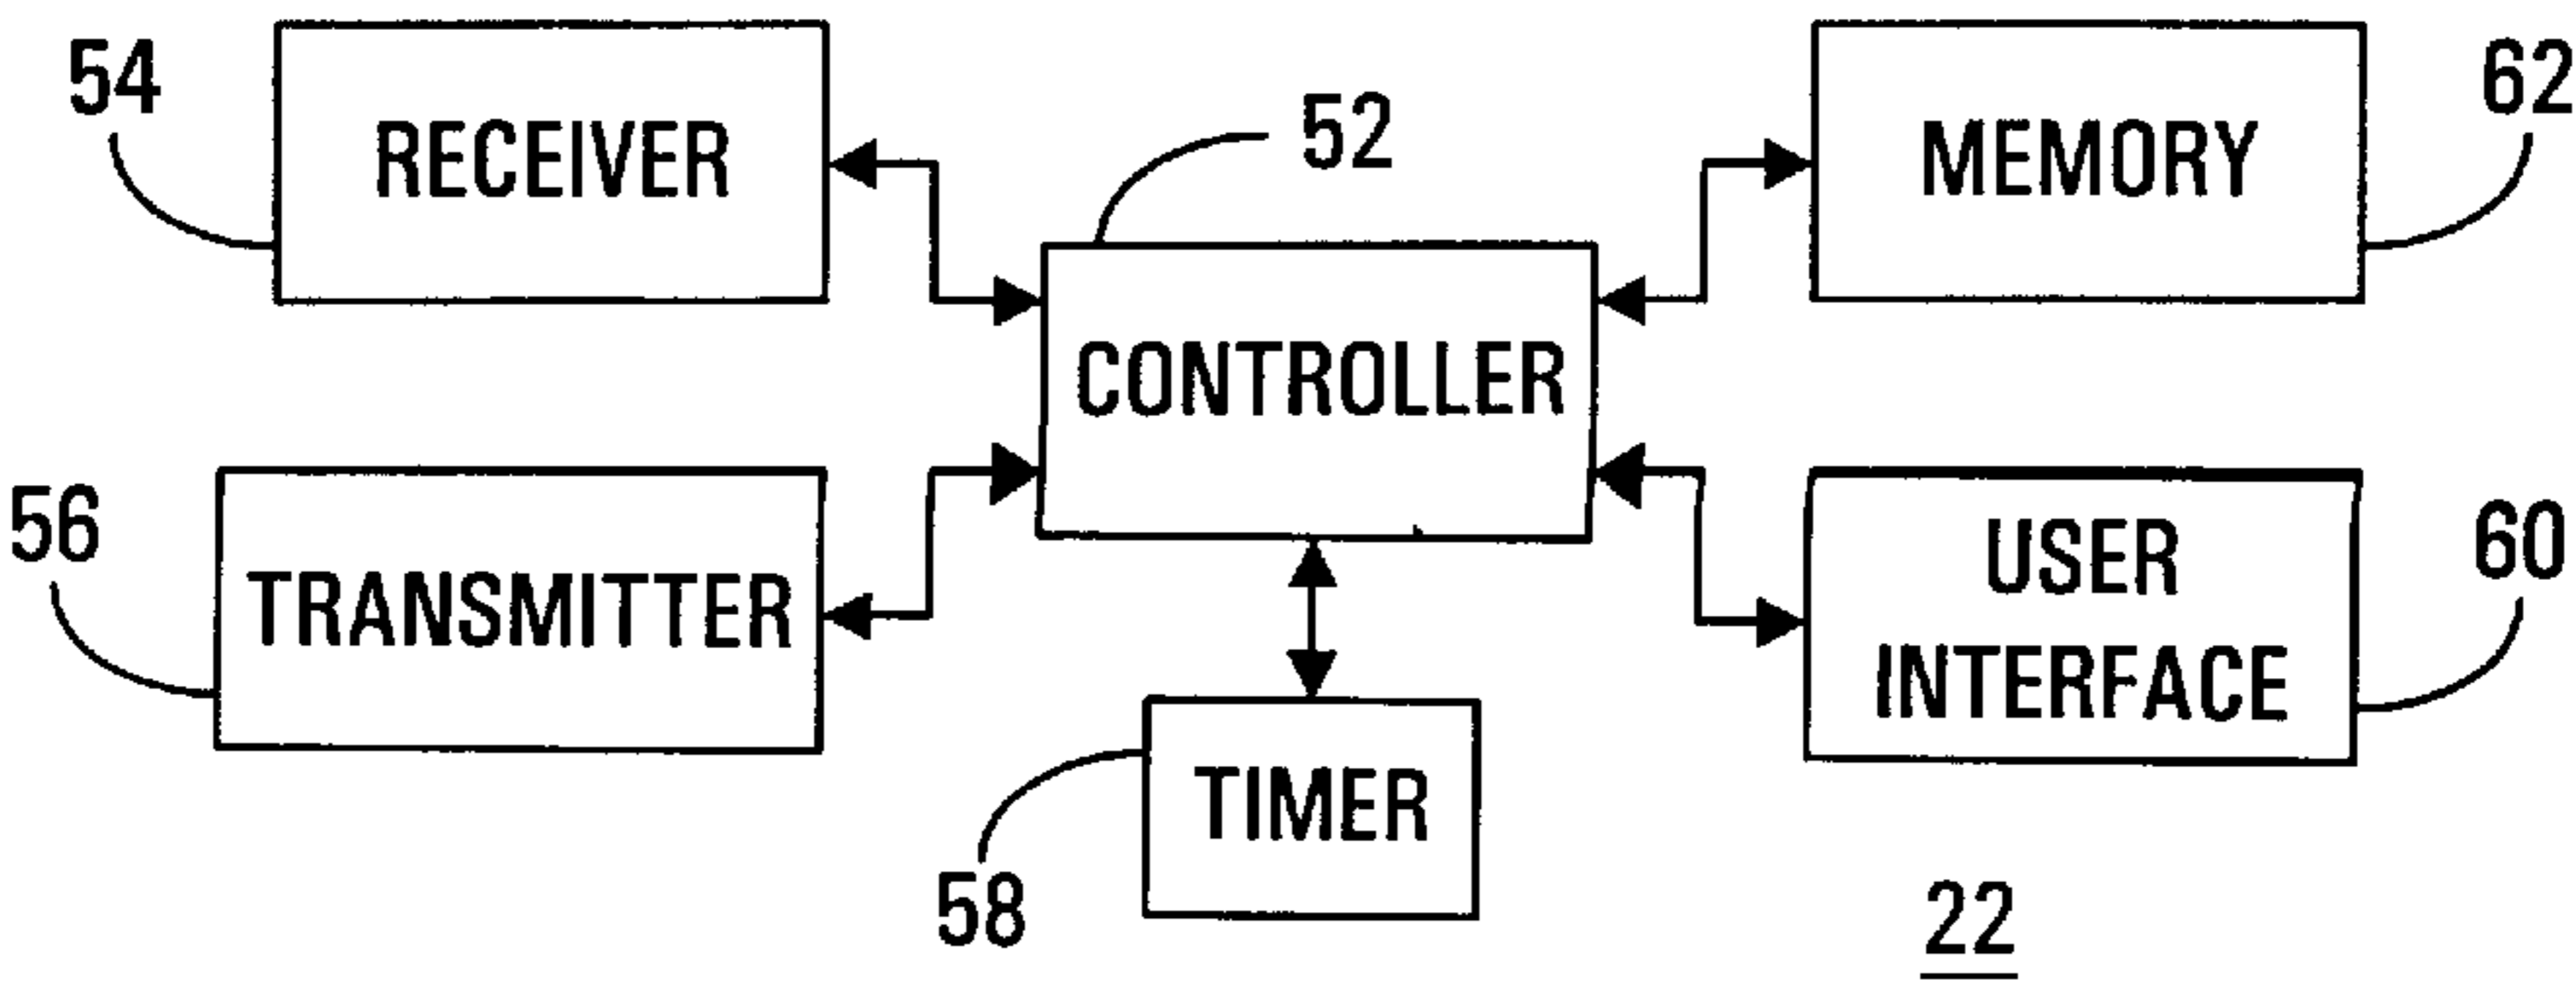 54
RECEIVER
52
MEMORY
62
CONTROLLER
56
TRANSMITTER
USER
INTERFACE
60
TIMER
58
22